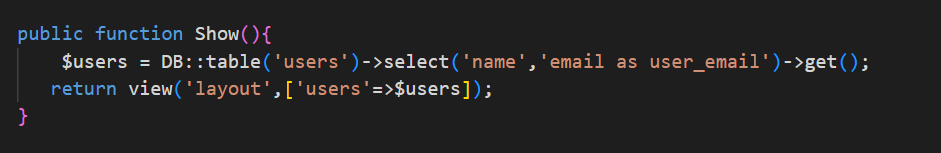 public function Show(){
$users = DB::table('users')->select('name','email as user_email')->get();
return view('layout',['users'=>$users]);
}